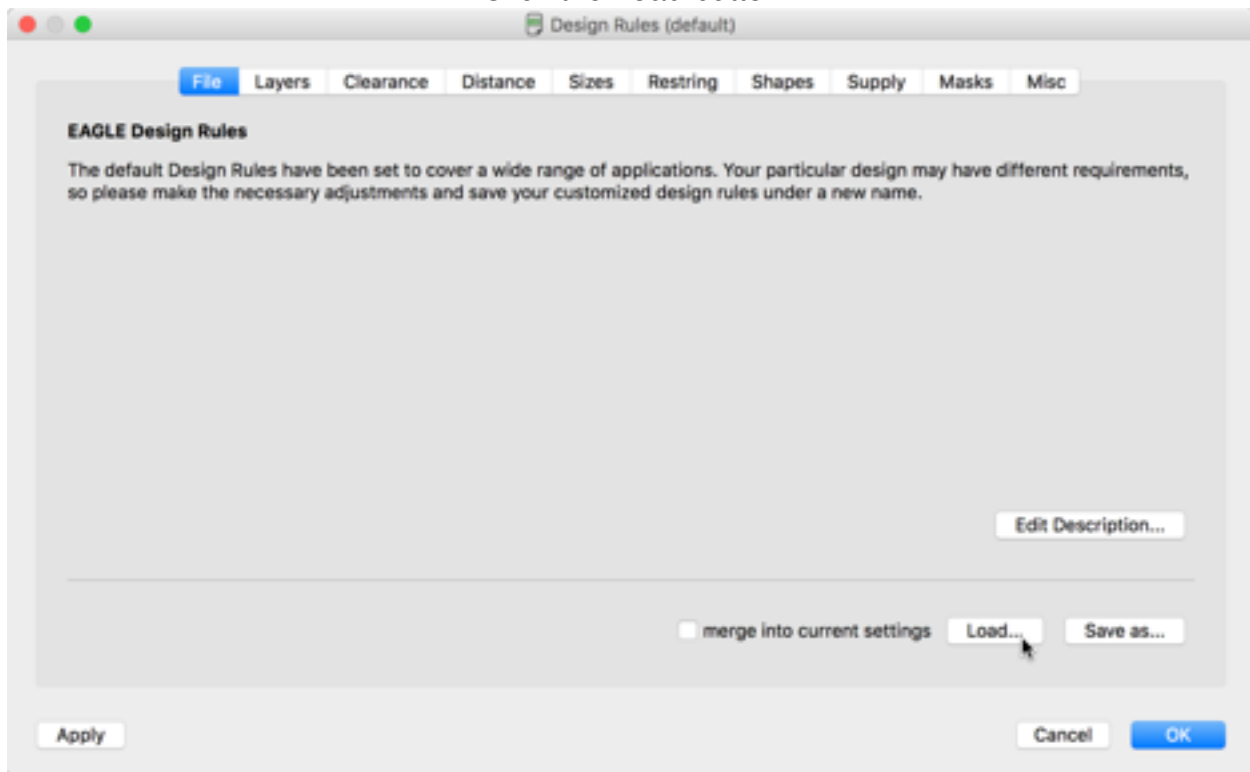 Design Rules (default)
File Layers Clearance Distance Sizes Restring Shapes Supply Masks Misc
EAGLE Design Rules
The default Design Rules have been set to cover a wide range of applications. Your particular design may have different requirements,
so please make the necessary adjustments and save your customized design rules under a new name.
Edit Description...
merge into current settings Load... Save as...
Apply Cancel OK